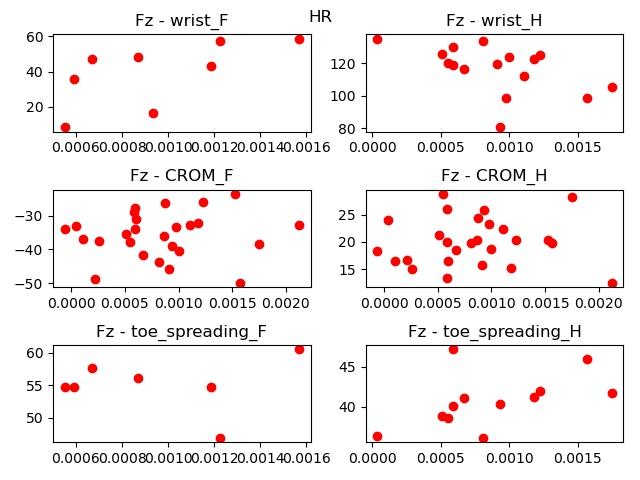 HR
Fz - wrist_F
Fz - wrist_H
60
40
20
0.0006 0.0008 0.0010 0.0012 0.0014 0.0016
120
100
80
0.0000 0.0005 0.0010 0.0015
Fz - CROM_F
Fz - CROM_H
−30
−40
−50
0.0000 0.0005 0.0010 0.0015 0.0020
25
20
15
0.0000 0.0005 0.0010 0.0015 0.0020
Fz - toe_spreading_F
Fz - toe_spreading_H
60
55
50
0.0006 0.0008 0.0010 0.0012 0.0014 0.0016
45
40
0.0000 0.0005 0.0010 0.0015